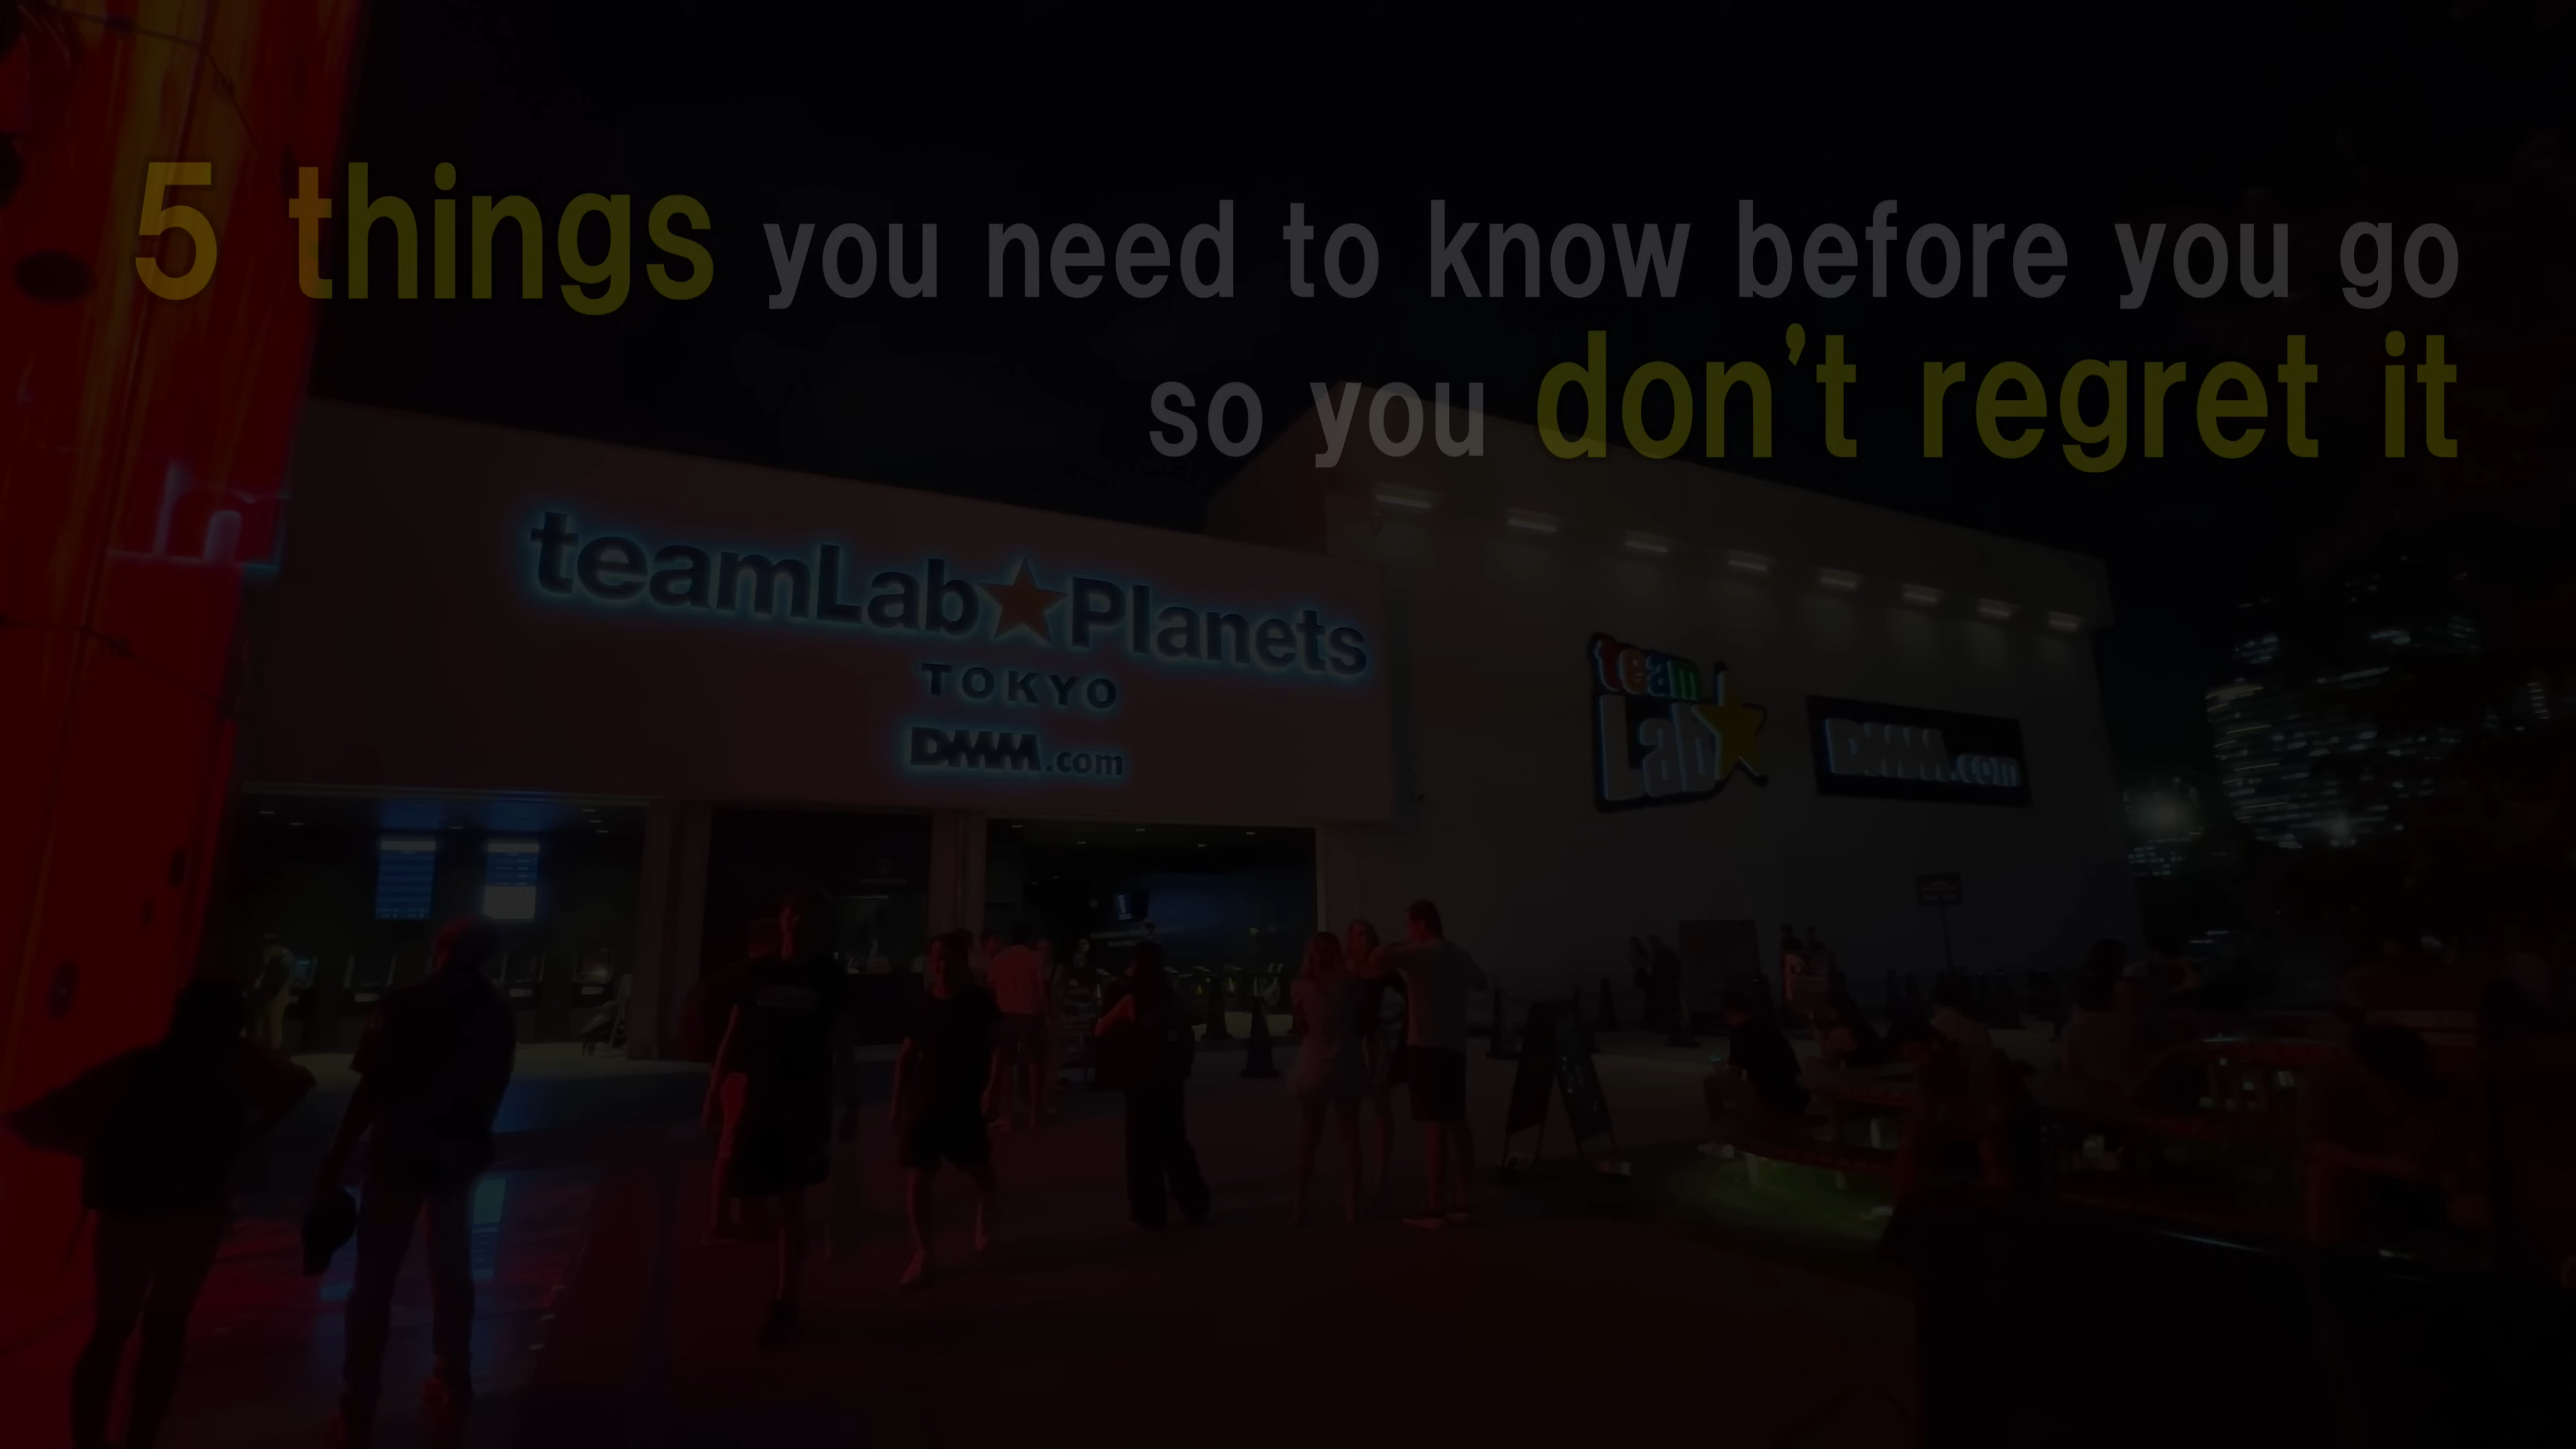 5 things you need to know before you go
so you don't regret it
teamLab★Planets
TOKYO
DMM.com
team
Lab★
DMM.com